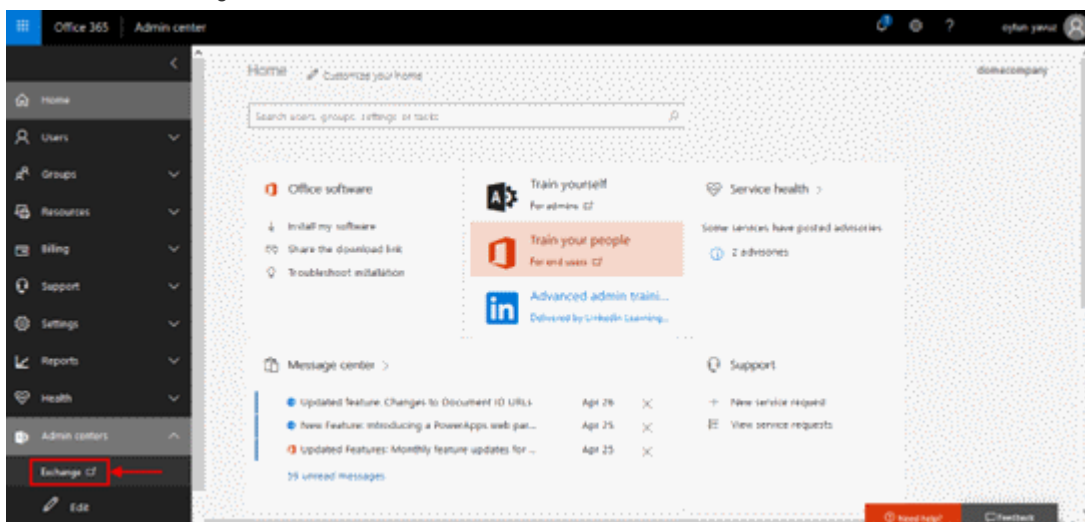 Office 365
Admin center
?
Home
Customize your home
domecompany
Search users, groups, settings or tasks
Home
Users
Groups
Resources
Billing
Support
Settings
Reports
Health
Admin centers
Exchange
Edit
Office software
Install my software
Share the download link
Troubleshoot installation
Train yourself
For admins
Train your people
For end users
in
Advanced admin traini...
Delivered by LinkedIn Learning...
Service health >
Some services have posted advisories
2 advisories
Message center >
Updated feature: Changes to Document ID URLs Apr 26
New Feature: Introducing a PowerApps web par... Apr 25
Updated Features: Monthly feature updates for ... Apr 25
59 unread messages
Support
New service request
View service requests
Need help?
Feedback